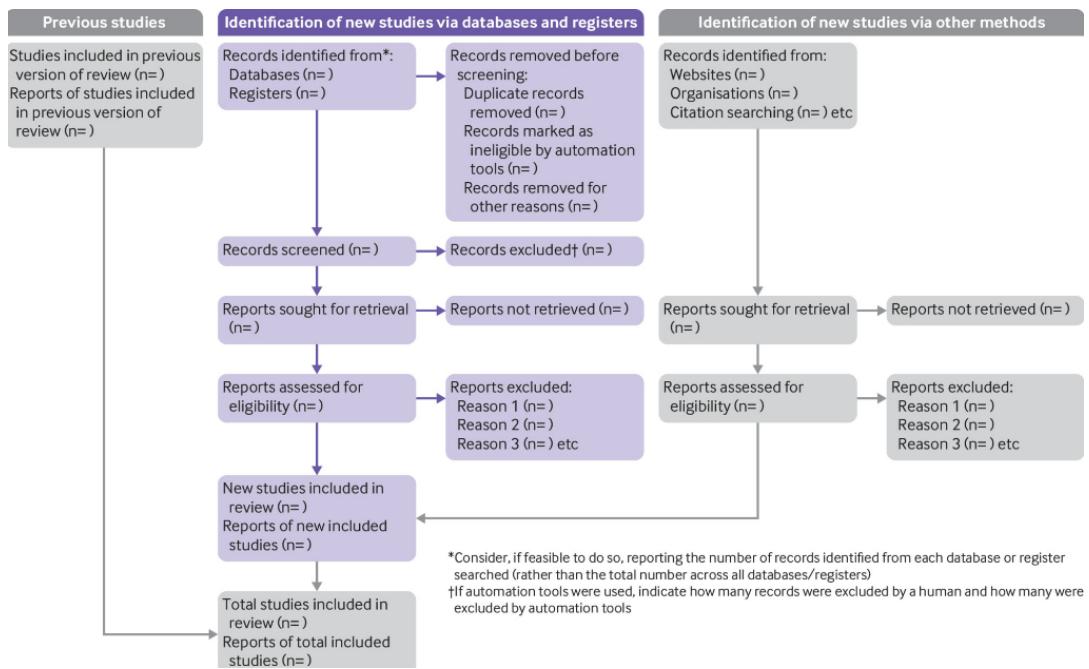 Previous studies
Studies included in previous
version of review (n= )
Reports of studies included
in previous version of
review (n= )
Identification of new studies via databases and registers
Records identified from*:
Databases (n= )
Registers (n= )
Records removed before
screening:
Duplicate records
removed (n= )
Records marked as
ineligible by automation
tools (n= )
Records removed for
other reasons (n= )
Records screened (n= )
Records excluded† (n= )
Reports sought for retrieval
(n= )
Reports not retrieved (n= )
Reports assessed for
eligibility (n= )
Reports excluded:
Reason 1 (n= )
Reason 2 (n= )
Reason 3 (n= ) etc
New studies included in
review (n= )
Reports of new included
studies (n= )
Identification of new studies via other methods
Records identified from:
Websites (n= )
Organisations (n= )
Citation searching (n= ) etc
Reports sought for retrieval
(n= )
Reports not retrieved (n= )
Reports assessed for
eligibility (n= )
Reports excluded:
Reason 1 (n= )
Reason 2 (n= )
Reason 3 (n= ) etc
Total studies included in
review (n= )
Reports of total included
studies (n= )
*Consider, if feasible to do so, reporting the number of records identified from each database or register
searched (rather than the total number across all databases/registers)
†If automation tools were used, indicate how many records were excluded by a human and how many were
excluded by automation tools